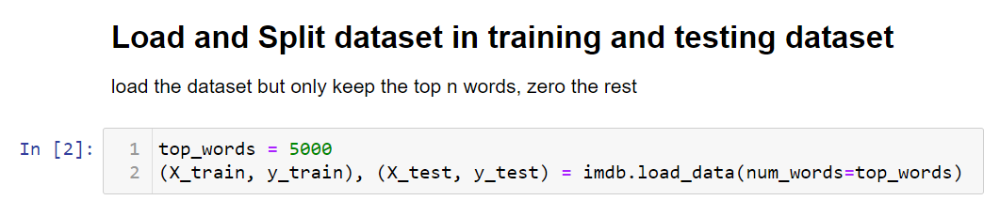 Load and Split dataset in training and testing dataset
load the dataset but only keep the top n words, zero the rest
In [2]: 1 top_words = 5000
2 (X_train, y_train), (X_test, y_test) = imdb.load_data(num_words=top_words)